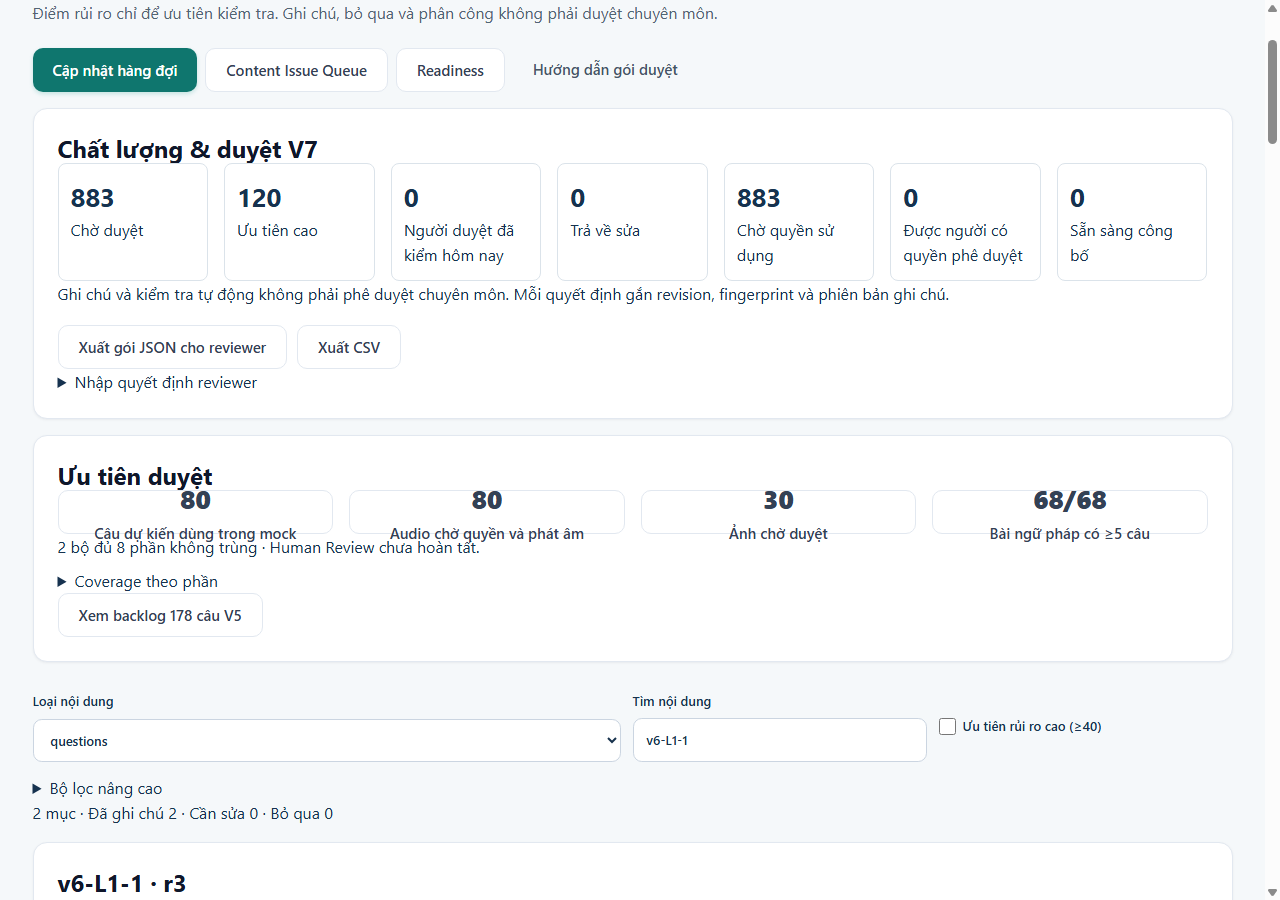 Điểm rủi ro chỉ để ưu tiên kiểm tra. Ghi chú, bỏ qua và phân công không phải duyệt chuyên môn.
Cập nhật hàng đợi
Content Issue Queue
Readiness
Hướng dẫn gói duyệt
Chất lượng & duyệt V7
883
Chờ duyệt
120
Ưu tiên cao
0
Người duyệt đã
kiểm hôm nay
0
Trả về sửa
883
Chờ quyền sử
dụng
0
Được người có
quyền phê duyệt
0
Sẵn sàng công
bố
Ghi chú và kiểm tra tự động không phải phê duyệt chuyên môn. Mỗi quyết định gắn revision, fingerprint và phiên bản ghi chú.
Xuất gói JSON cho reviewer
Xuất CSV
Nhập quyết định reviewer
Ưu tiên duyệt
80
Câu dự kiến dùng trong mock
80
Audio chờ quyền và phát âm
30
Ảnh chờ duyệt
68/68
Bài ngữ pháp có ≥5 câu
2 bộ đủ 8 phần không trùng · Human Review chưa hoàn tất.
Coverage theo phần
Xem backlog 178 câu V5
Loại nội dung
questions
Tìm nội dung
v6-L1-1
Ưu tiên rủi ro cao (≥40)
Bộ lọc nâng cao
2 mục · Đã ghi chú 2 · Cần sửa 0 · Bỏ qua 0
v6-L1-1 · r3